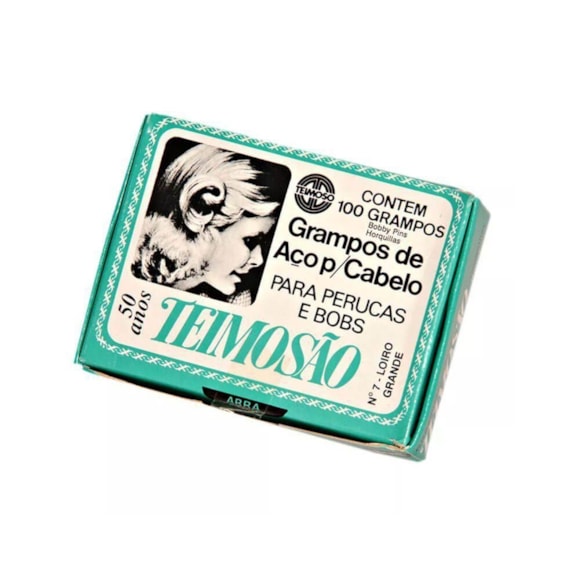 TEIMOSO
CONTEM
100 GRAMPOS
Bobby Pins
Horquillas
Grampos de
Aço p/Cabelo
PARA PERUCAS
E BOBS
50 anos
TEIMOSÃO
Nº 7 - LOIRO
GRANDE
ABRA